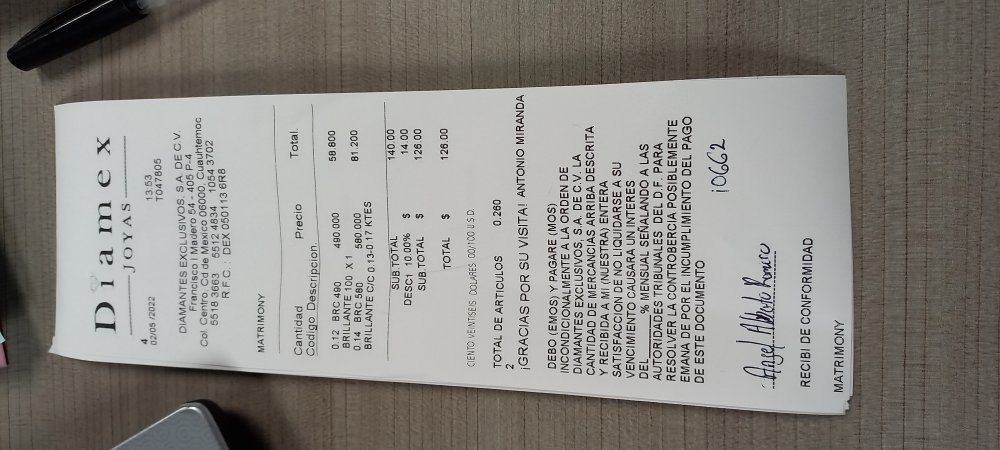 Diamex
JOYAS
4 13:53
02/05/2022 T047805
DIAMANTES EXCLUSIVOS, S.A. DE C.V.
Francisco I Madero 54 - 405 P-4
Col. Centro, Cd de Mexico 06000, Cuauhtemoc
5518 3663 5512 4834 1054 3702
R.F.C. : DEX 050113 6R8
MATRIMONY
Cantidad Precio Total.
Codigo Descripcion
0.12 BRC 490 490.000 58.800
BRILLANTE 100 X 1
0.14 BRC 580 580.000 81.200
BRILLANTE C/C 0.13-0.17 KTES
SUB.TOTAL 140.00
DESC1 10.00% $ 14.00
SUB.TOTAL $ 126.00
TOTAL $ 126.00
CIENTO VEINTISEIS DOLARES 00/100 U.S.D.
TOTAL DE ARTICULOS 0.260
2
¡GRACIAS POR SU VISITA! ANTONIO MIRANDA
DEBO (EMOS) Y PAGARE (MOS)
INCONDICIONALMENTE A LA ORDEN DE
DIAMANTES EXCLUSIVOS, S.A. DE C.V. LA
CANTIDAD DE MERCANCIAS ARRIBA DESCRITA
Y RECIBIDA A MI (NUESTRA) ENTERA
SATISFACCION DE NO LIQUIDARSE A SU
VENCIMIENTO CAUSARA UN INTERES
DEL____% MENSUAL SEÑALANDO A LAS
AUTORIDADES TRIBUNALES DEL D.F. PARA
RESOLVER LA CONTROBERCIA POSIBLEMENTE
EMANA DE POR EL INCUMPLIMIENTO DEL PAGO
DE ESTE DOCUMENTO
10662
Angel Alberto Romero
RECIBI DE CONFORMIDAD
MATRIMONY